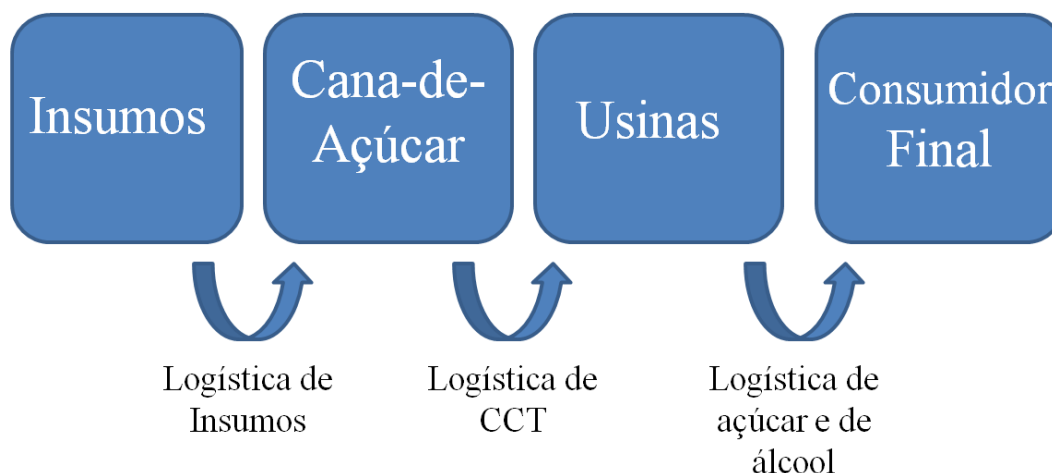 Insumos
Cana-de-
Açúcar
Usinas
Consumidor
Final
Logística de
Insumos
Logística de
CCT
Logística de
açúcar e de
álcool